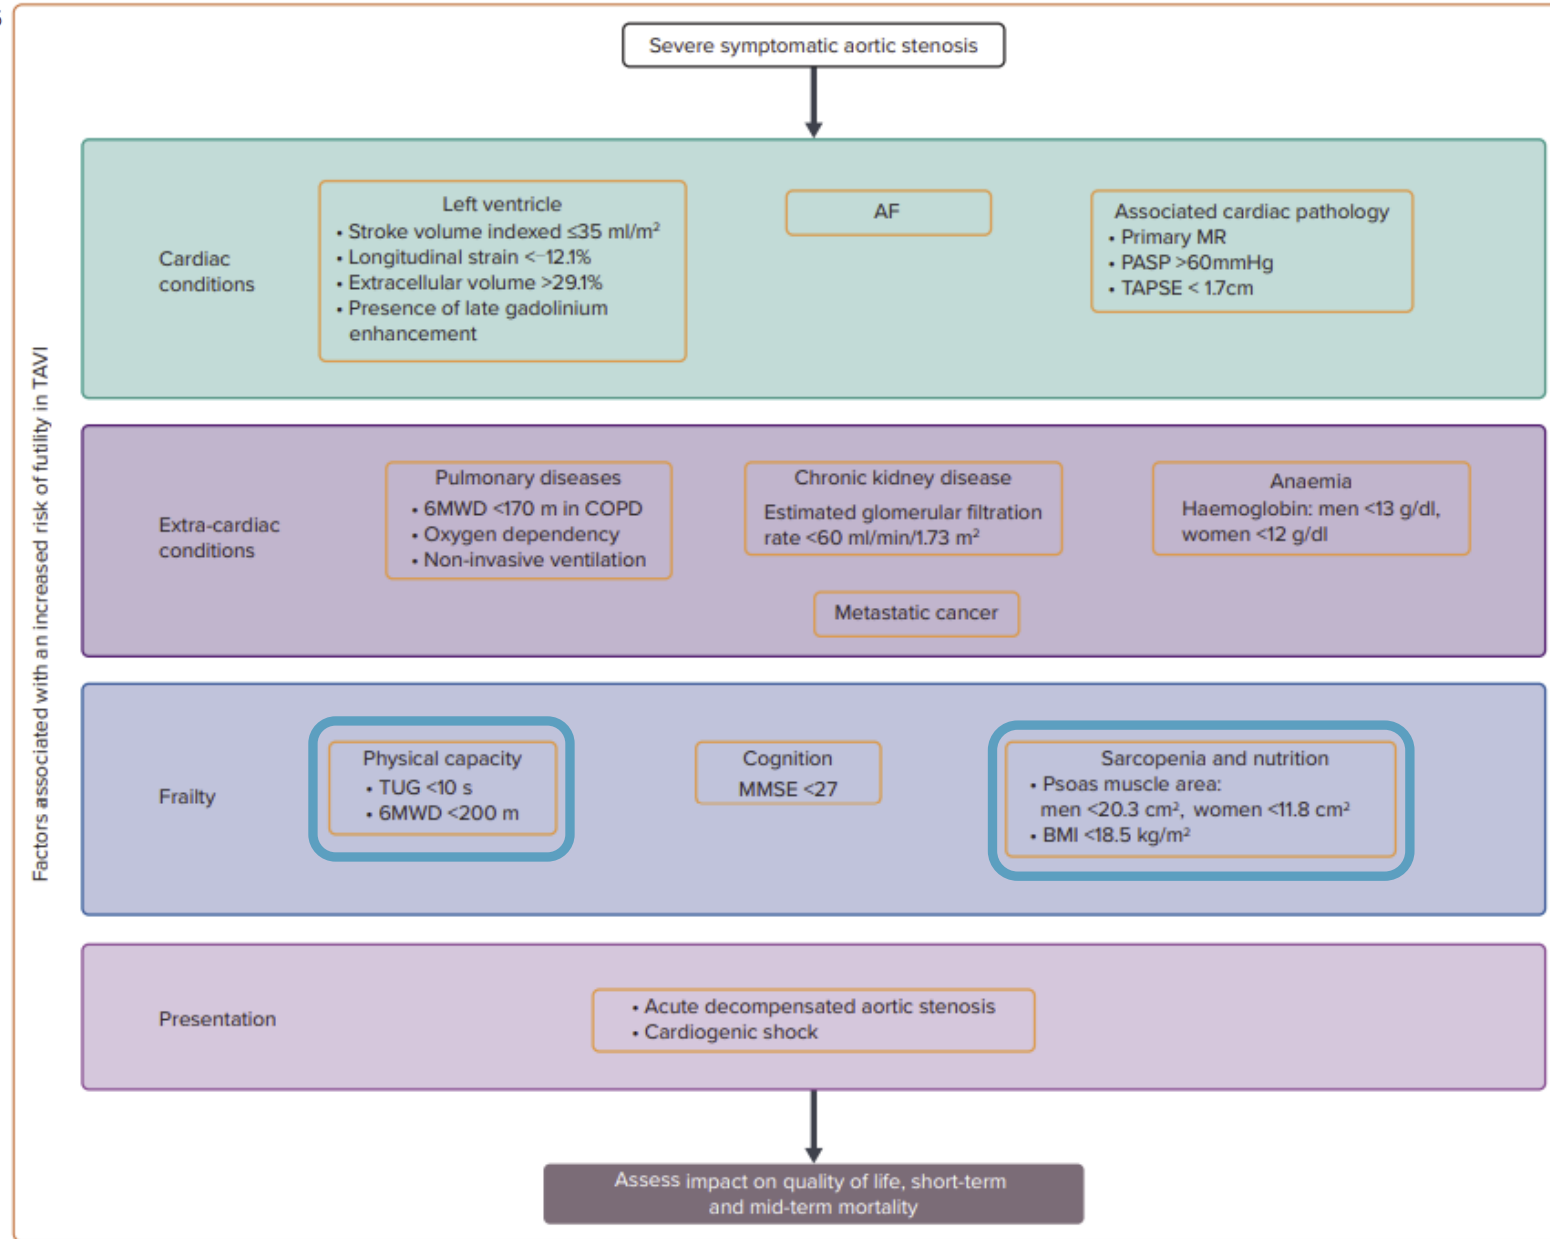 s
Severe symptomatic aortic stenosis
Factors associated with an increased risk of futility in TAVI
Cardiac
conditions
Left ventricle
• Stroke volume indexed ≤35 ml/m²
• Longitudinal strain <−12.1%
• Extracellular volume >29.1%
• Presence of late gadolinium
enhancement
AF
Associated cardiac pathology
• Primary MR
• PASP >60mmHg
• TAPSE < 1.7cm
Extra-cardiac
conditions
Pulmonary diseases
• 6MWD <170 m in COPD
• Oxygen dependency
• Non-invasive ventilation
Chronic kidney disease
Estimated glomerular filtration
rate <60 ml/min/1.73 m²
Anaemia
Haemoglobin: men <13 g/dl,
women <12 g/dl
Metastatic cancer
Frailty
Physical capacity
• TUG <10 s
• 6MWD <200 m
Cognition
MMSE <27
Sarcopenia and nutrition
• Psoas muscle area:
men <20.3 cm², women <11.8 cm²
• BMI <18.5 kg/m²
Presentation
• Acute decompensated aortic stenosis
• Cardiogenic shock
Assess impact on quality of life, short-term
and mid-term mortality